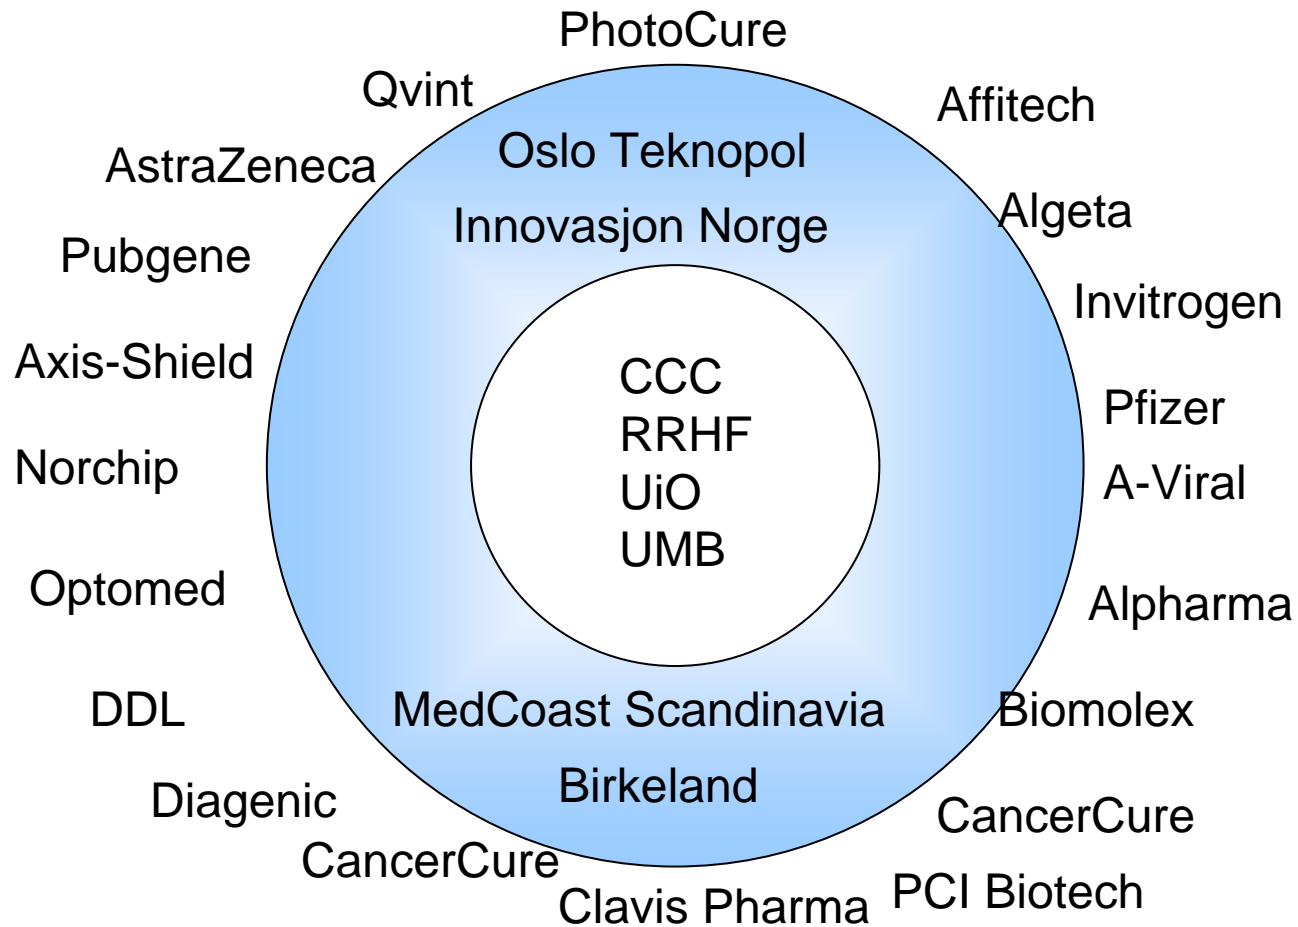 PhotoCure
Qvint
Affitech
Oslo Teknopol
AstraZeneca
Algeta
Innovasjon Norge
Pubgene
Invitrogen
Axis-Shield
CCC
Pfizer
RRHF
Norchip
A-Viral
UiO
UMB
Optomed
Alpharma
DDL
MedCoast Scandinavia
Biomolex
Birkeland
Diagenic
CancerCure
CancerCure
PCI Biotech
Clavis Pharma